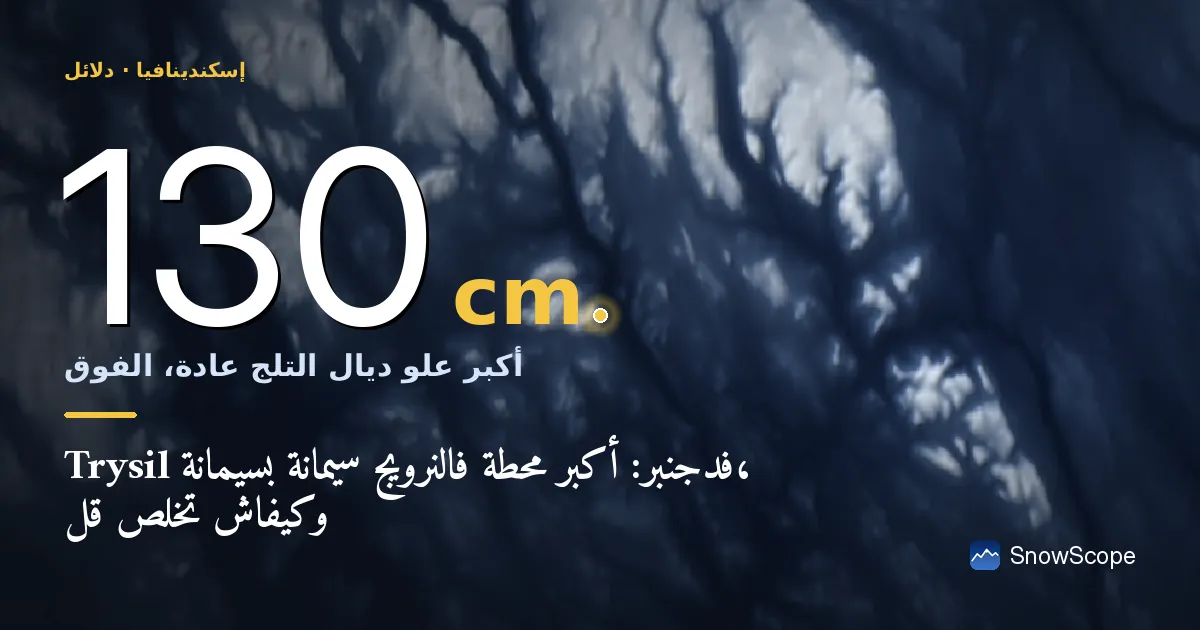 إسكندينافيا · دلائل
130 cm
أكبر علو ديال التلج عادة، الفوق
Trysil فدجنبر: أكبر محطة فالنرويج سيمانة بسيمانة،
وكيفاش تخلص قل
SnowScope